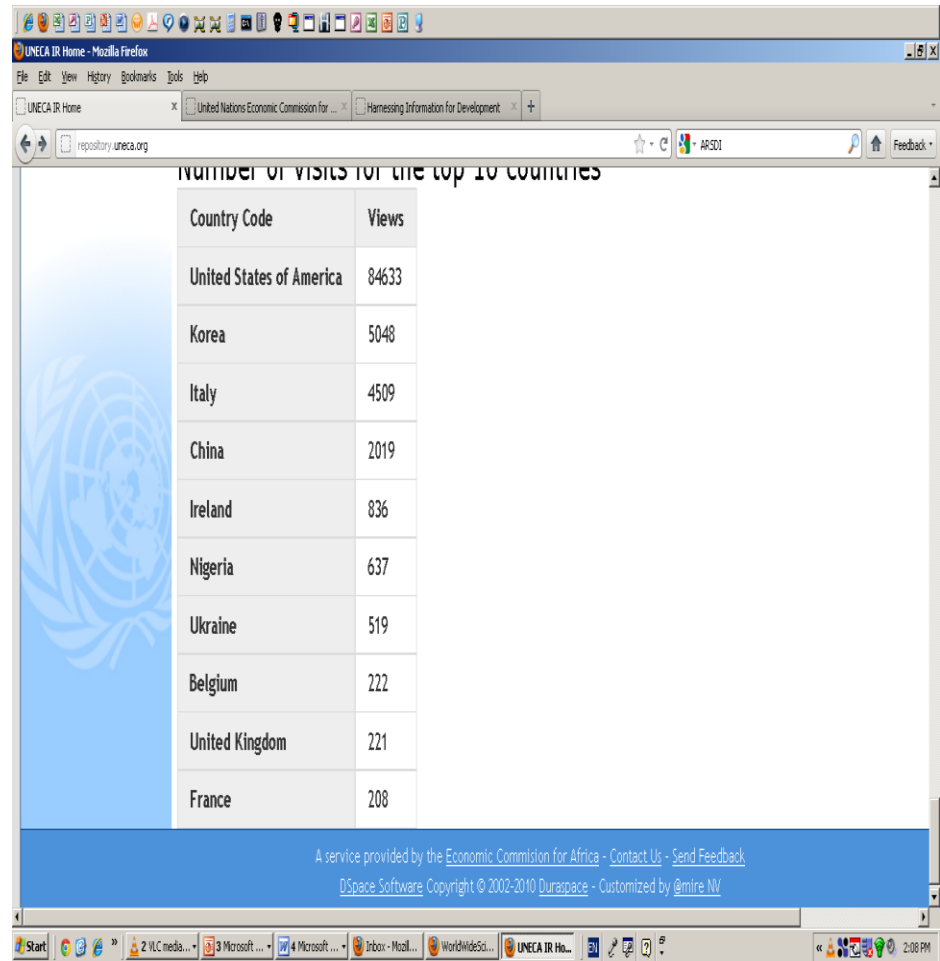 UNECA IR Home - Mozilla Firefox
File Edit View History Bookmarks Tools Help
UNECA IR Home x United Nations Economic Commission for ... x Harnessing Information for Development x +
repository.uneca.org ARSDI Feedback
Number of visits for the top 10 countries
Country Code Views
United States of America 84633
Korea 5048
Italy 4509
China 2019
Ireland 836
Nigeria 637
Ukraine 519
Belgium 222
United Kingdom 221
France 208
A service provided by the Economic Commision for Africa - Contact Us - Send Feedback
DSpace Software Copyright © 2002-2010 Duraspace - Customized by @mire NV
Start » 2 VLC media... 3 Microsoft ... 4 Microsoft ... Inbox - Mozil... WorldWideSci... UNECA IR Ho... EN « 2:08 PM